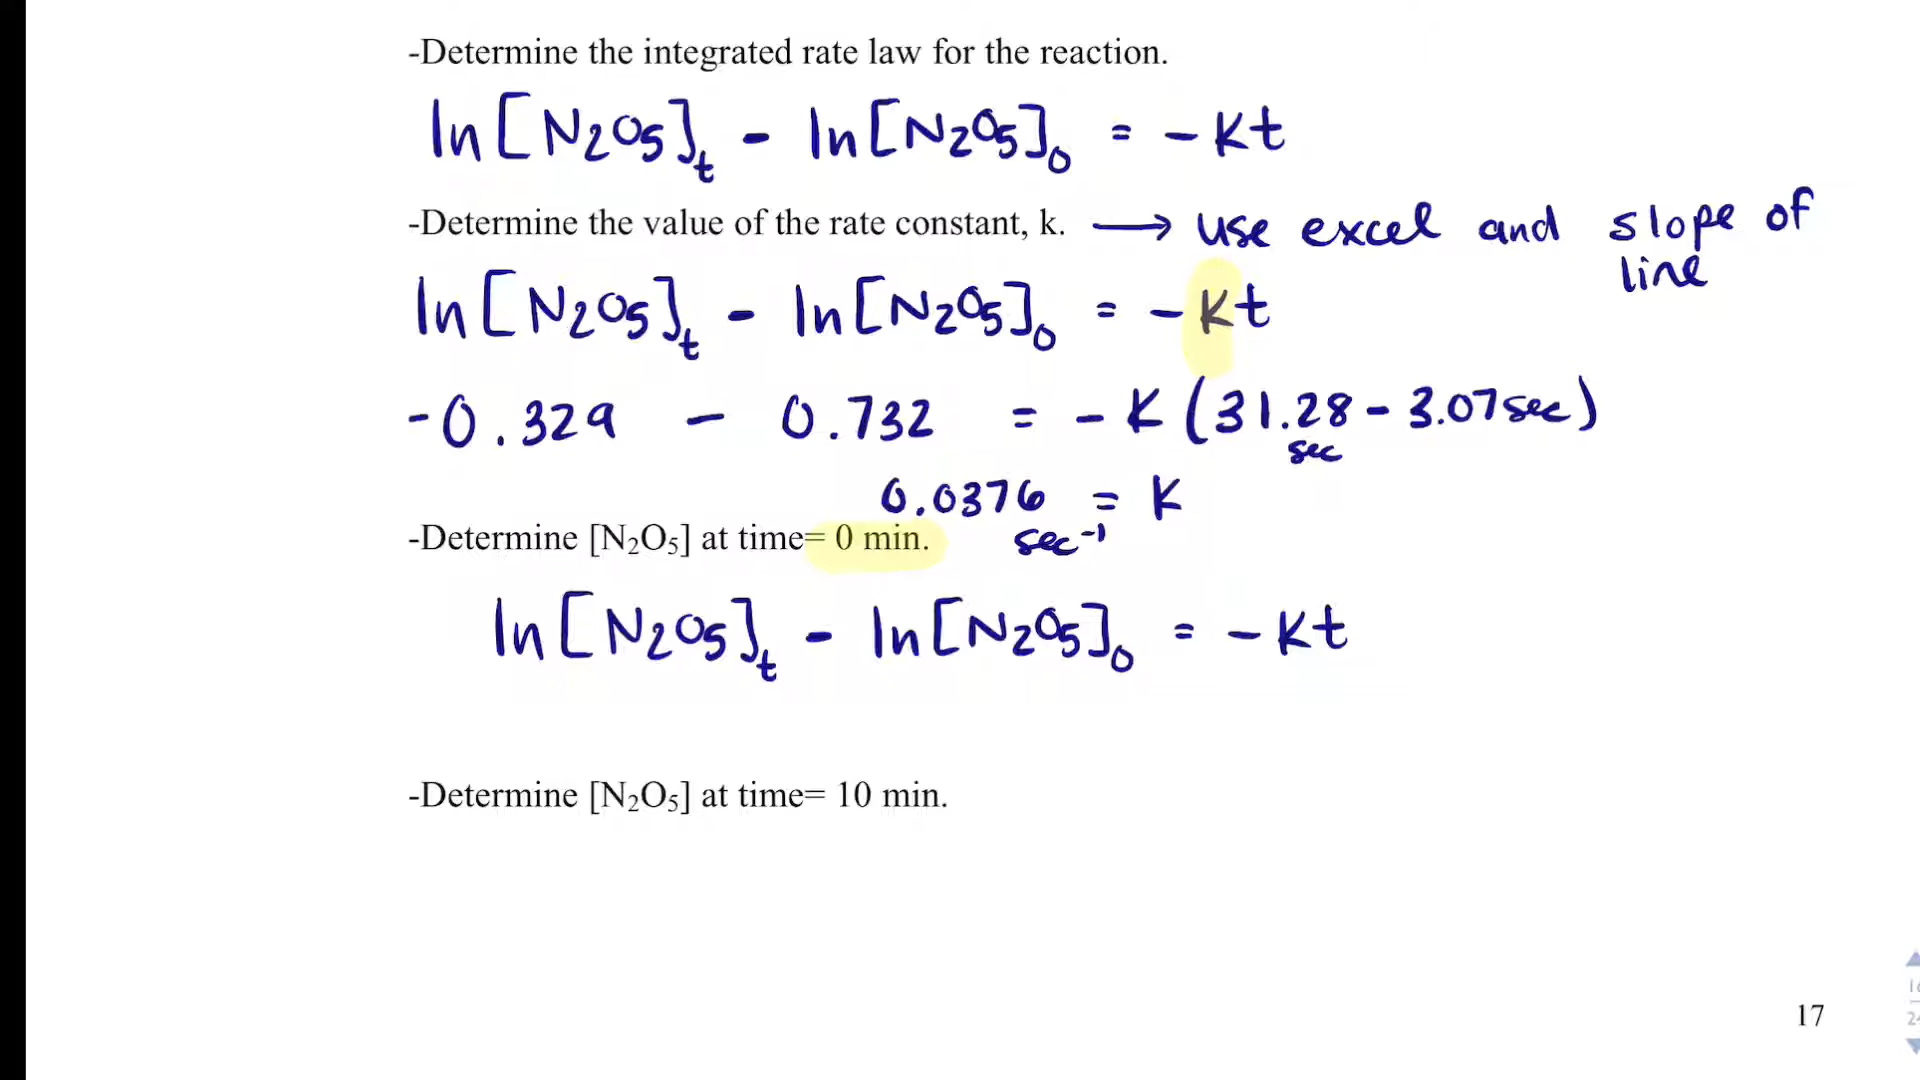 -Determine the integrated rate law for the reaction.
ln[N₂O₅]ₜ - ln[N₂O₅]₀ = -Kt
-Determine the value of the rate constant, k. → use excel and slope of
line
ln[N₂O₅]ₜ - ln[N₂O₅]₀ = -Kt
-0.329 - 0.732 = -K(31.28 - 3.07sec)
sec
0.0376 = K
-Determine [N₂O₅] at time= 0 min. sec⁻¹
ln[N₂O₅]ₜ - ln[N₂O₅]₀ = -Kt
-Determine [N₂O₅] at time= 10 min.
17